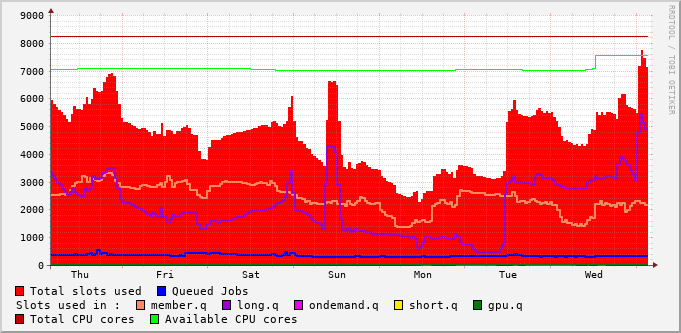 RRDTOOL / TOBI OETIKER
9000
8000
7000
6000
5000
4000
3000
2000
1000
0
Thu Fri Sat Sun Mon Tue Wed
Total slots used Queued Jobs
Slots used in : member.q long.q ondemand.q short.q gpu.q
Total CPU cores Available CPU cores